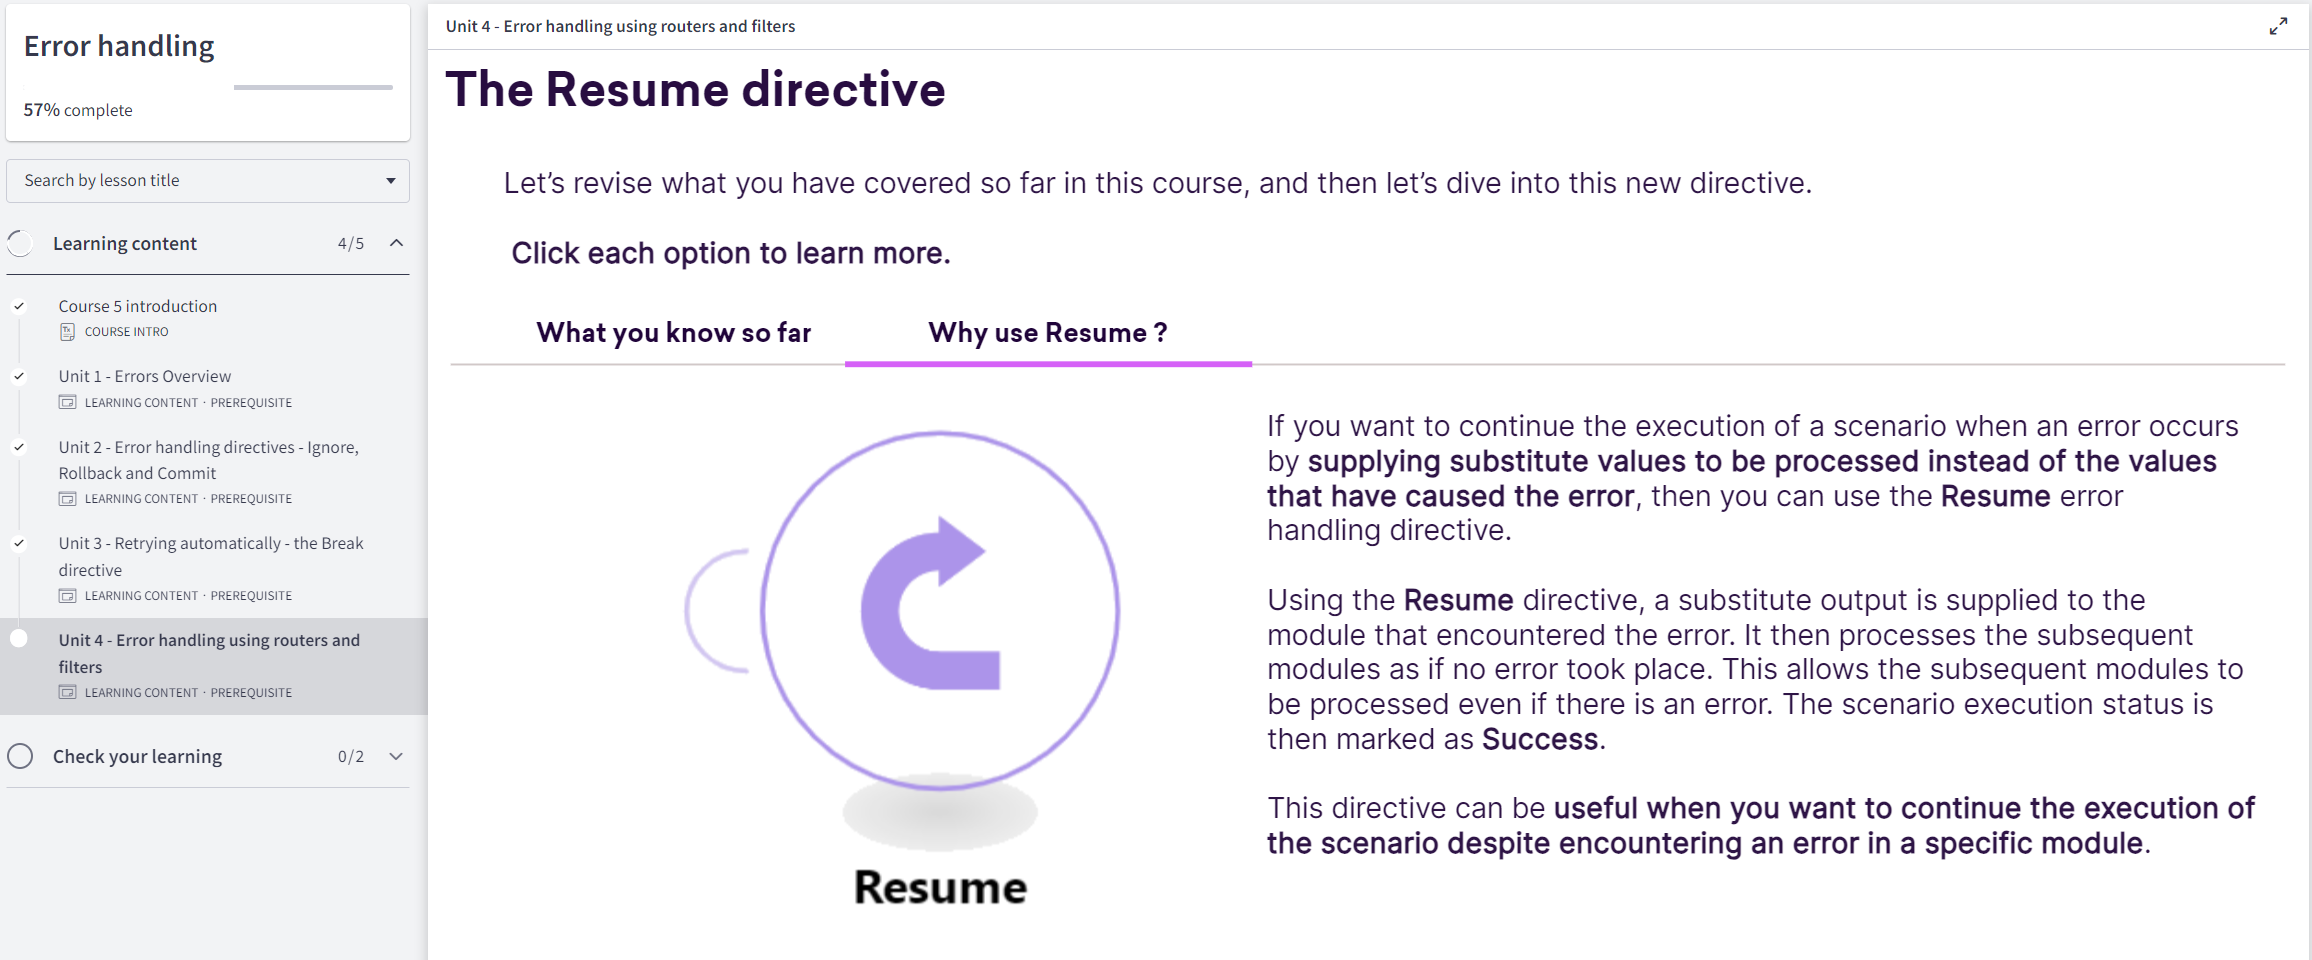 Error handling
57% complete
Search by lesson title
Learning content 4/5
Course 5 introduction
COURSE INTRO
Unit 1 - Errors Overview
LEARNING CONTENT · PREREQUISITE
Unit 2 - Error handling directives - Ignore,
Rollback and Commit
LEARNING CONTENT · PREREQUISITE
Unit 3 - Retrying automatically - the Break
directive
LEARNING CONTENT · PREREQUISITE
Unit 4 - Error handling using routers and
filters
LEARNING CONTENT · PREREQUISITE
Check your learning 0/2
Unit 4 - Error handling using routers and filters
The Resume directive
Let’s revise what you have covered so far in this course, and then let’s dive into this new directive.
Click each option to learn more.
What you know so far
Why use Resume ?
Resume
If you want to continue the execution of a scenario when an error occurs
by supplying substitute values to be processed instead of the values
that have caused the error, then you can use the Resume error
handling directive.
Using the Resume directive, a substitute output is supplied to the
module that encountered the error. It then processes the subsequent
modules as if no error took place. This allows the subsequent modules to
be processed even if there is an error. The scenario execution status is
then marked as Success.
This directive can be useful when you want to continue the execution of
the scenario despite encountering an error in a specific module.